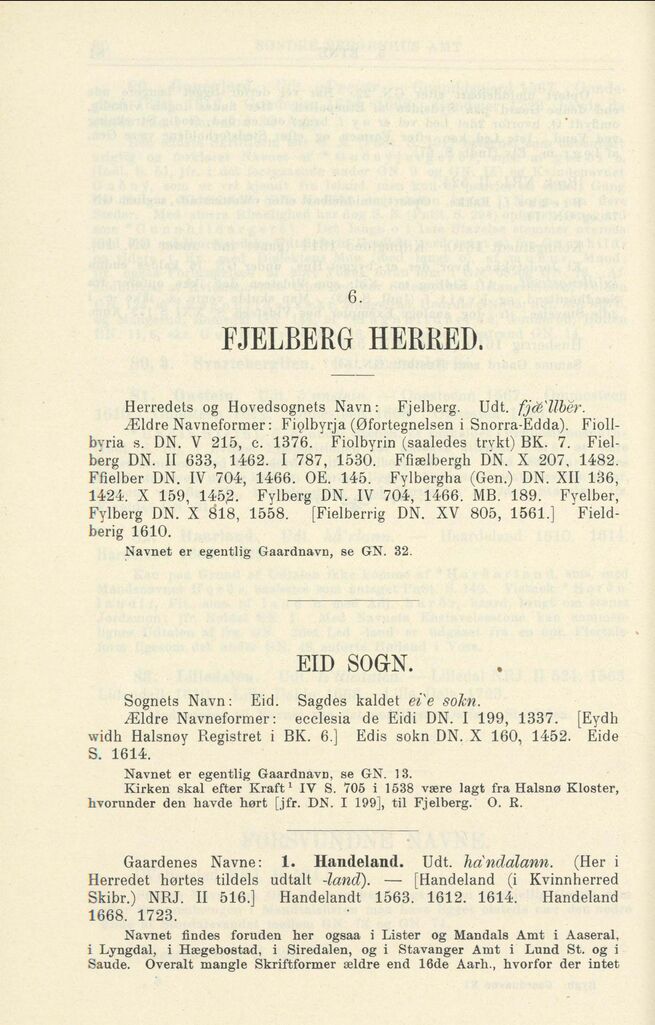 6.
FJELBERG HERRED.
Herredets og Hovedsognets Navn: Fjelberg. Udt. fjæ`llbĕr.
Ældre Navneformer: Fiǫlbyrja (Øfortegnelsen i Snorra-Edda). Fioll-
byria s. DN. V 215, c. 1376. Fiolbyrin (saaledes trykt) BK. 7. Fiel-
berg DN. II 633, 1462. I 787, 1530. Ffiælbergh DN. X 207, 1482.
Ffielber DN. IV 704, 1466. OE. 145. Fylbergha (Gen.) DN. XII 136,
1424. X 159, 1452. Fylberg DN. IV 704, 1466. MB. 189. Fyelber,
Fylberg DN. X 818, 1558. [Fielberrig DN. XV 805, 1561.] Field-
berig 1610.
Navnet er egentlig Gaardnavn, se GN. 32.
EID SOGN.
Sognets Navn: Eid. Sagdes kaldet ei`e sokn.
Ældre Navneformer: ecclesia de Eidi DN. I 199, 1337. [Eydh
widh Halsnøy Registret i BK. 6.] Edis sokn DN. X 160, 1452. Eide
S. 1614.
Navnet er egentlig Gaardnavn, se GN. 13.
Kirken skal efter Kraft¹ IV S. 705 i 1538 være lagt fra Halsnø Kloster,
hvorunder den havde hørt [jfr. DN. I 199], til Fjelberg. O. R.
Gaardenes Navne: 1. Handeland. Udt. ha`ndalann. (Her i
Herredet hørtes tildels udtalt -land). — [Handeland (i Kvinnherred
Skibr.) NRJ. II 516.] Handelandt 1563. 1612. 1614. Handeland
1668. 1723.
Navnet findes foruden her ogsaa i Lister og Mandals Amt i Aaseral,
i Lyngdal, i Hægebostad, i Siredalen, og i Stavanger Amt i Lund St. og i
Saude. Overalt mangle Skriftformer ældre end 16de Aarh., hvorfor der intet